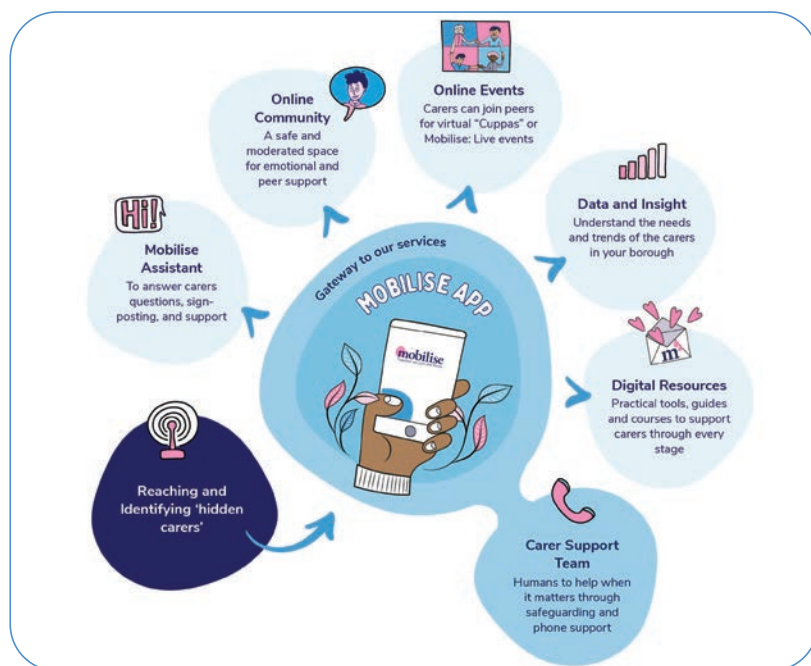 Online Events
Carers can join peers
for virtual “Cuppas” or
Mobilise: Live events
Online
Community
A safe and
moderated space
for emotional and
peer support
Data and Insight
Understand the needs
and trends of the carers
in your borough
Hi!
Mobilise
Assistant
To answer carers
questions, sign-
posting, and support
Gateway to our services
MOBILISE APP
mobilise
m
Digital Resources
Practical tools, guides
and courses to support
carers through every
stage
Reaching and
Identifying ‘hidden
carers’
Carer Support
Team
Humans to help when
it matters through
safeguarding and
phone support